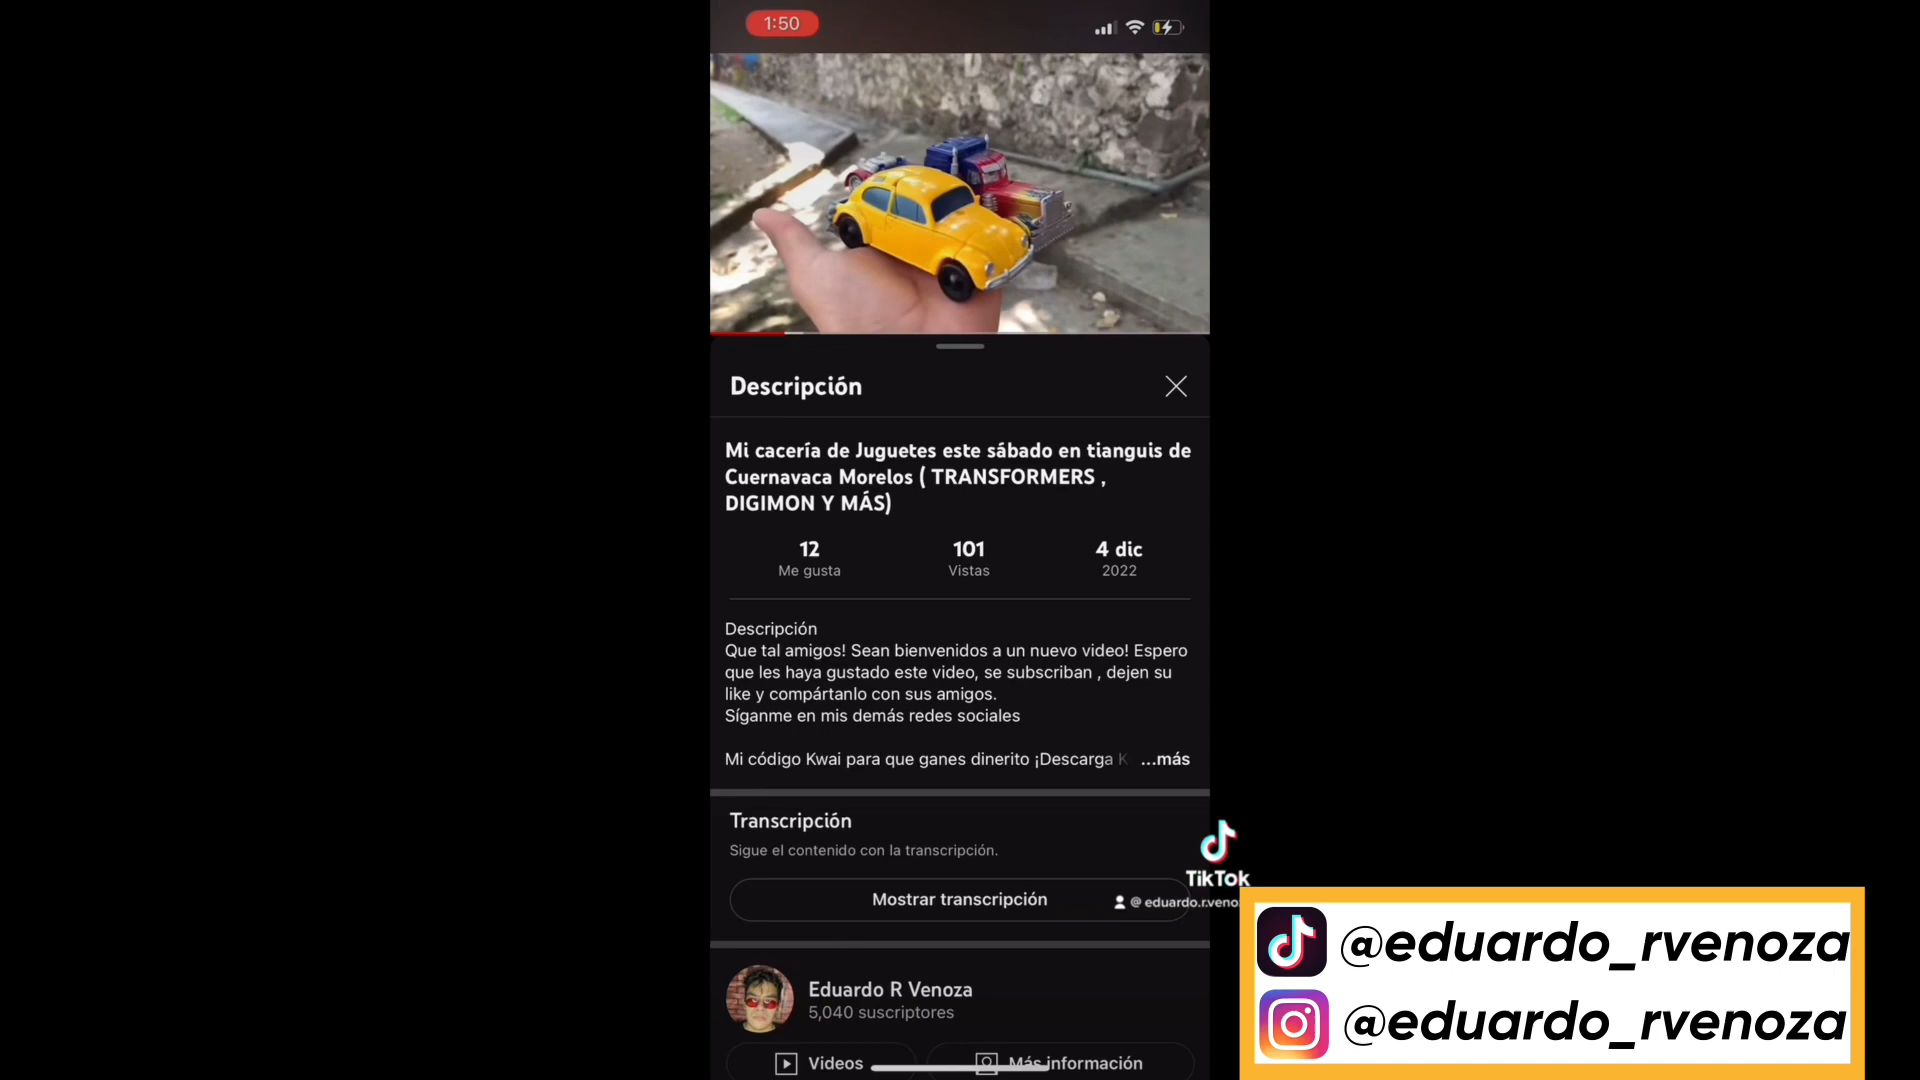 1:50
Descripción
Mi cacería de Juguetes este sábado en tianguis de
Cuernavaca Morelos ( TRANSFORMERS ,
DIGIMON Y MÁS)
12
Me gusta
101
Vistas
4 dic
2022
Descripción
Que tal amigos! Sean bienvenidos a un nuevo video! Espero
que les haya gustado este video, se subscriban , dejen su
like y compártanlo con sus amigos.
Síganme en mis demás redes sociales
Mi código Kwai para que ganes dinerito ¡Descarga K ...más
Transcripción
Sigue el contenido con la transcripción.
Mostrar transcripción
TikTok
@eduardo.r.veno
Eduardo R Venoza
5,040 suscriptores
Videos
Más información
@eduardo_rvenoza
@eduardo_rvenoza